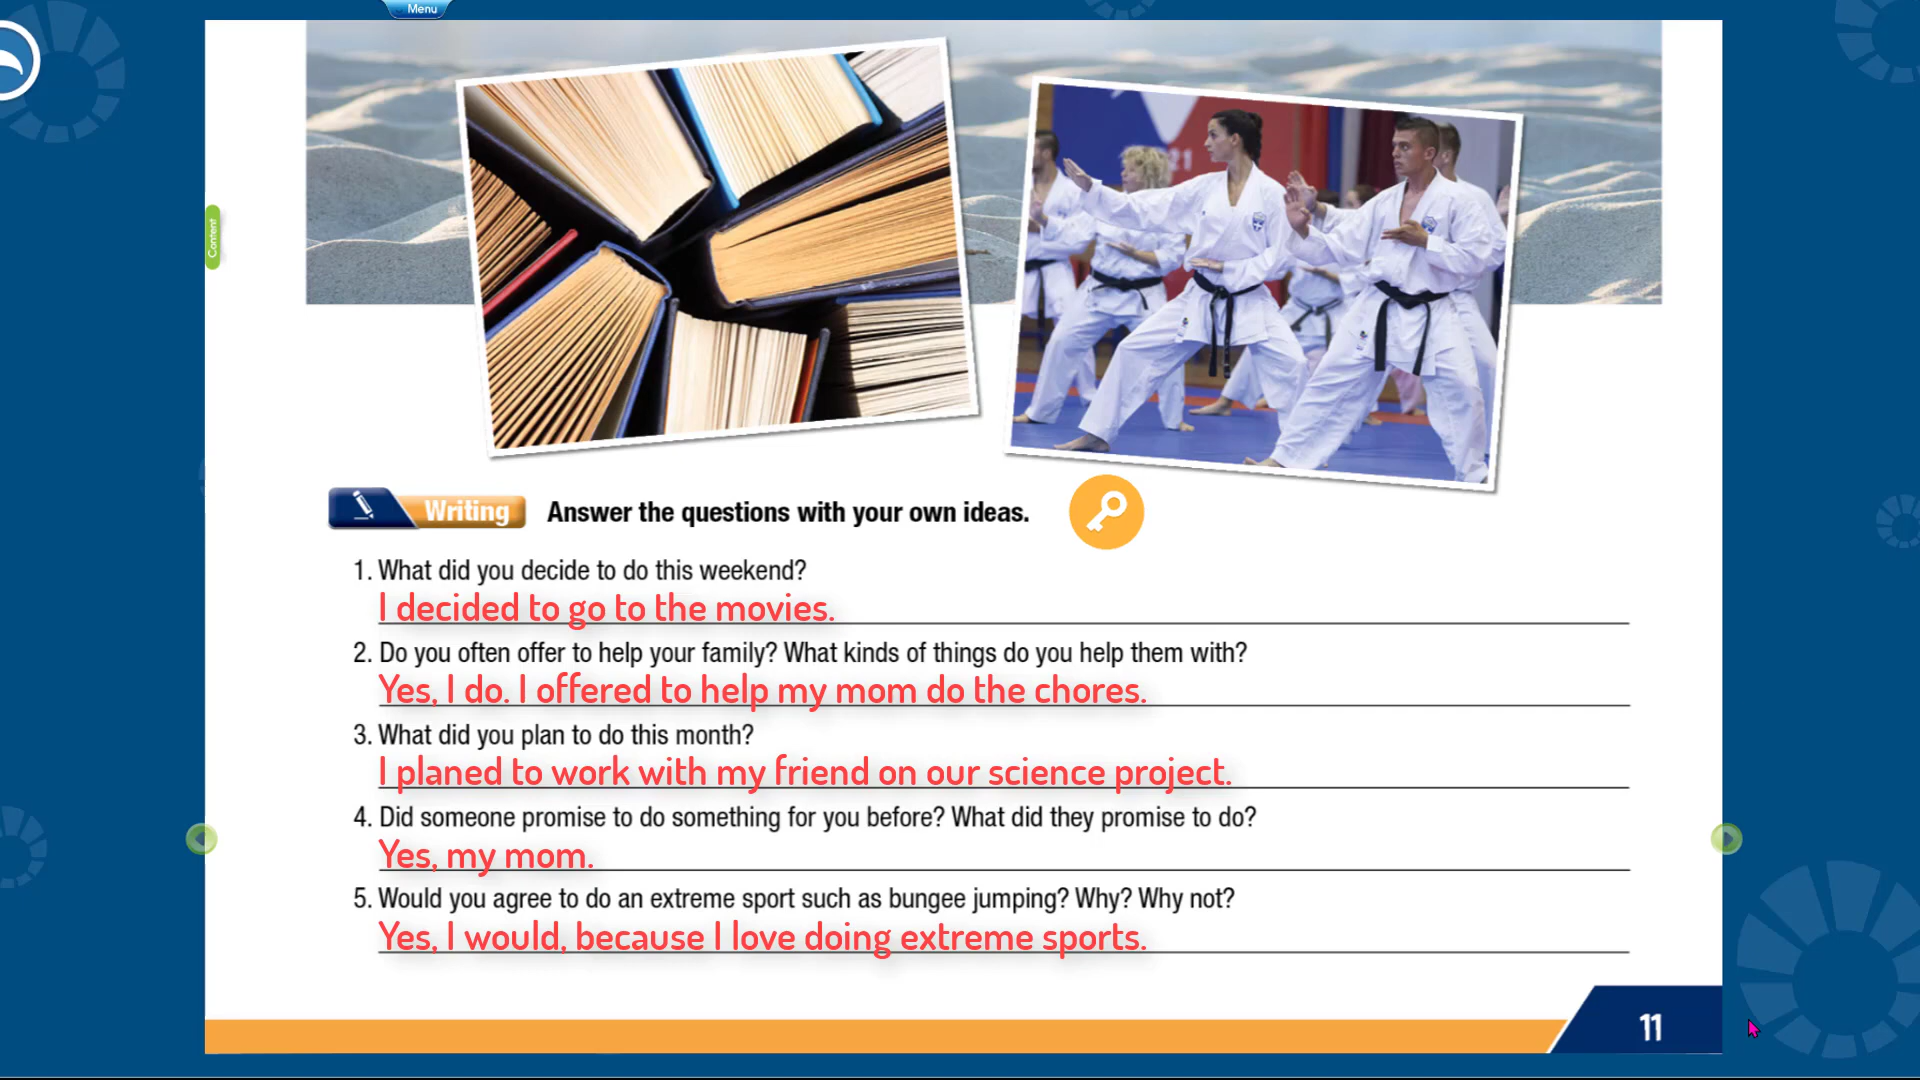 Menu
Content
21
Writing Answer the questions with your own ideas.
1. What did you decide to do this weekend?
I decided to go to the movies.
2. Do you often offer to help your family? What kinds of things do you help them with?
Yes, I do. I offered to help my mom do the chores.
3. What did you plan to do this month?
I planed to work with my friend on our science project.
4. Did someone promise to do something for you before? What did they promise to do?
Yes, my mom.
5. Would you agree to do an extreme sport such as bungee jumping? Why? Why not?
Yes, I would, because I love doing extreme sports.
11